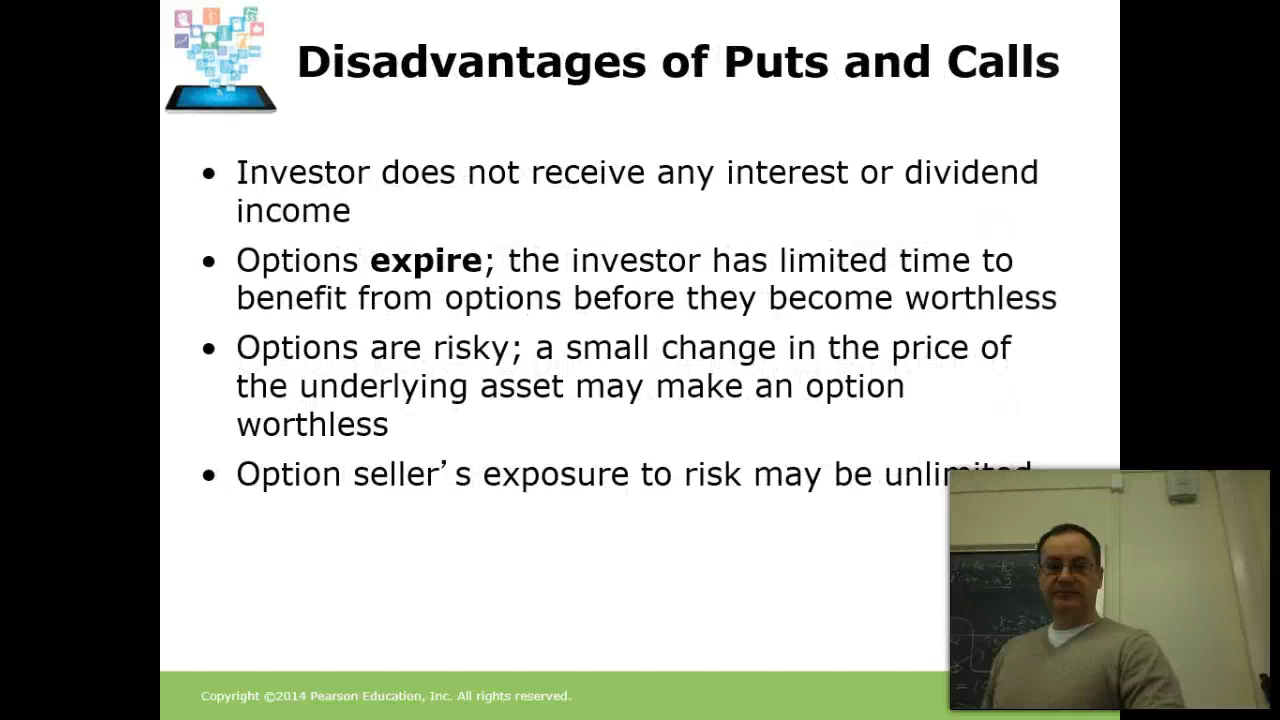 Disadvantages of Puts and Calls
• Investor does not receive any interest or dividend
income
• Options expire; the investor has limited time to
benefit from options before they become worthless
• Options are risky; a small change in the price of
the underlying asset may make an option
worthless
• Option seller’s exposure to risk may be unlimited
Copyright ©2014 Pearson Education, Inc. All rights reserved.